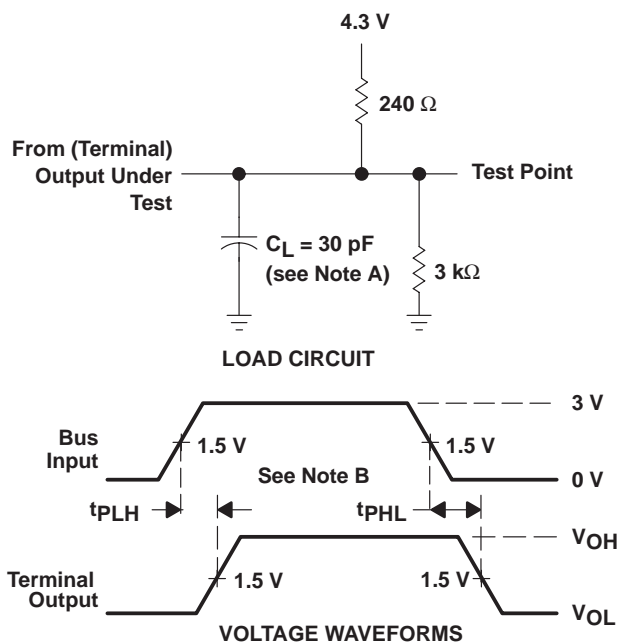 4.3 V
240 Ω
From (Terminal)
Output Under
Test
Test Point
CL = 30 pF
(see Note A)
3 kΩ
LOAD CIRCUIT
3 V
Bus
Input
1.5 V
1.5 V
See Note B
0 V
tPLH
tPHL
VOH
Terminal
Output
1.5 V
1.5 V
VOL
VOLTAGE WAVEFORMS